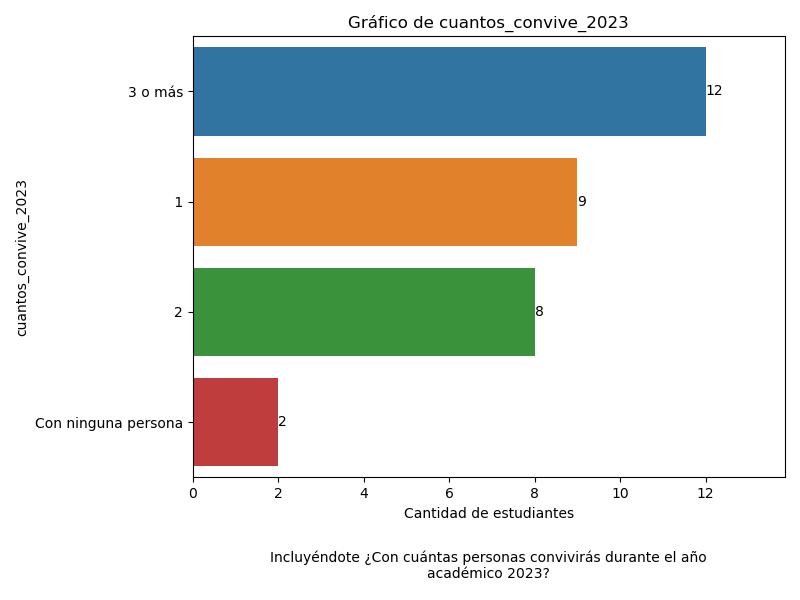 Gráfico de cuantos_convive_2023
cuantos_convive_2023
3 o más
12
1
9
2
8
Con ninguna persona
2
0 2 4 6 8 10 12
Cantidad de estudiantes
Incluyéndote ¿Con cuántas personas convivirás durante el año
académico 2023?